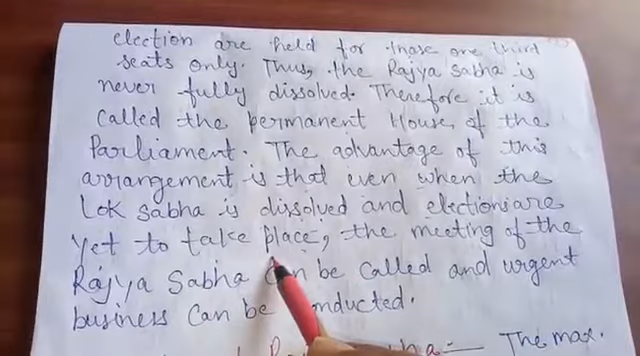 election are held for those one third
seats only. Thus, the Rajya Sabha is
never fully dissolved. Therefore it is
called the permanent House, of the
Parliament. The advantage of this
arrangement is that even when the
Lok Sabha is dissolved and election are
yet to take place, the meeting of the
Rajya Sabha can be called and urgent
business can be conducted.
The max.